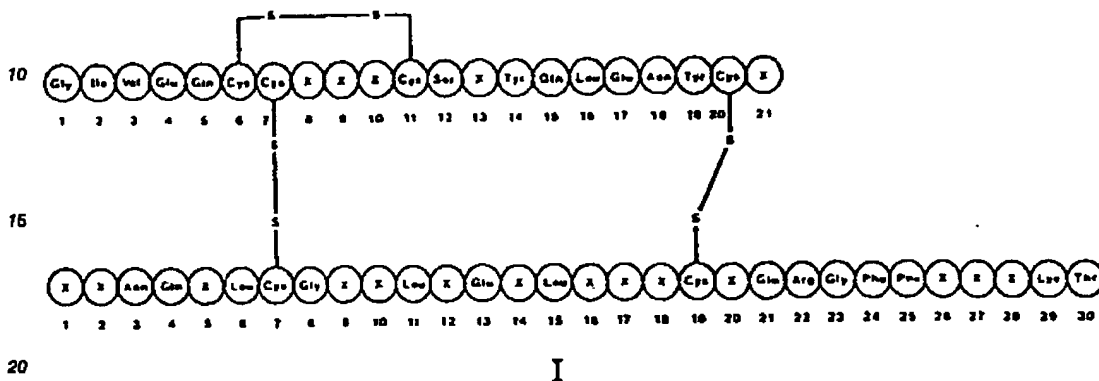 S S
10 Gly Ile Val Glu Gln Cys Cys X X X Cys Ser X Tyr Gln Leu Glu Asn Tyr Cys X
1 2 3 4 5 6 7 8 9 10 11 12 13 14 15 16 17 18 19 20 21
S S
15 S S
X X Asn Gln X Leu Cys Gly X X Leu X Glu X Leu X X X Cys X Glu Arg Gly Phe Phe X X X Lys Thr
1 2 3 4 5 6 7 8 9 10 11 12 13 14 15 16 17 18 19 20 21 22 23 24 25 26 27 28 29 30
20 I